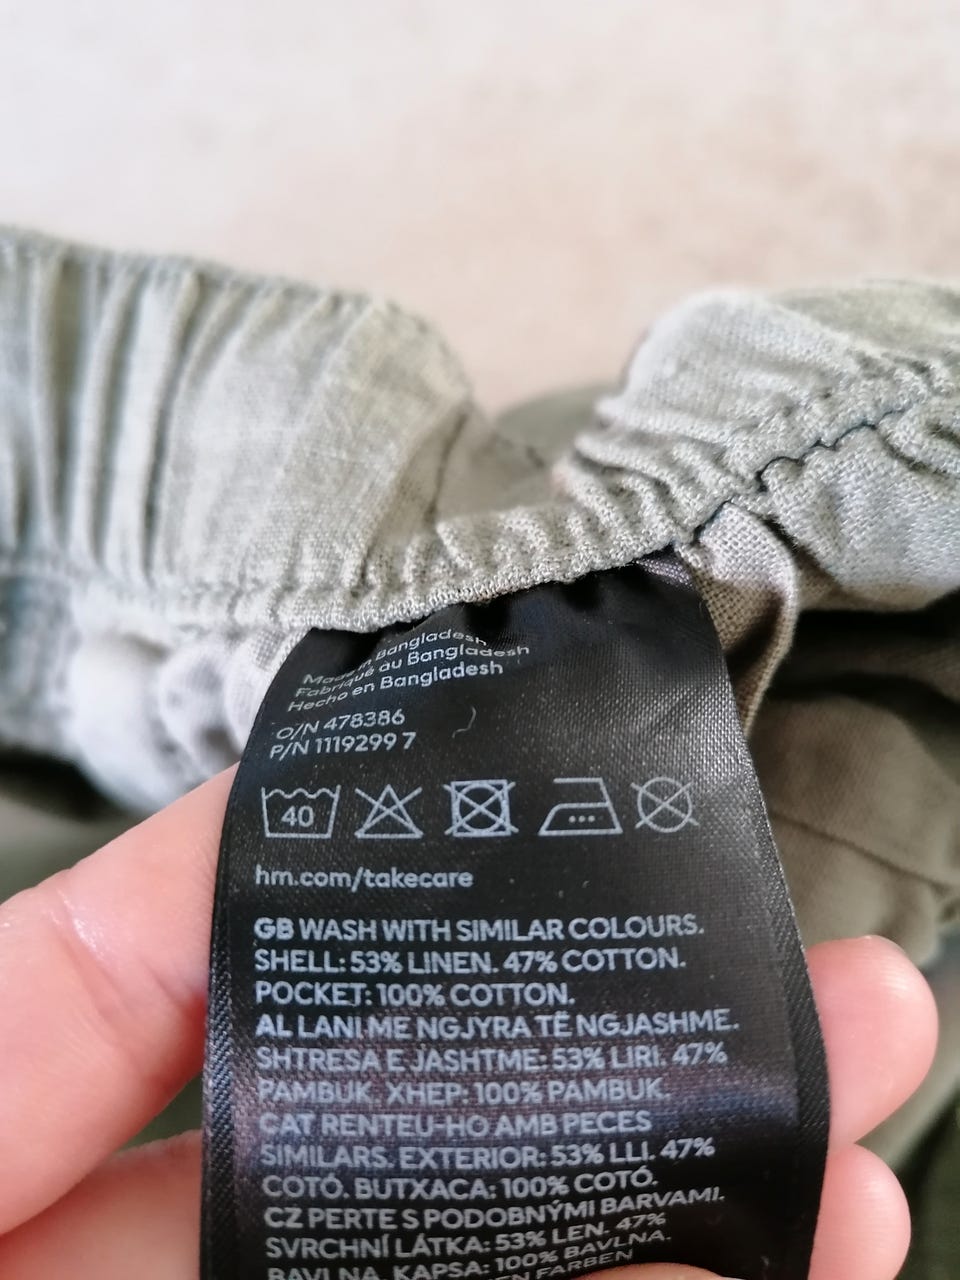 Made in Bangladesh
Fabriqué au Bangladesh
Hecho en Bangladesh
O/N 478386
P/N 11192997
40
hm.com/takecare
GB WASH WITH SIMILAR COLOURS.
SHELL: 53% LINEN. 47% COTTON.
POCKET: 100% COTTON.
AL LANI ME NGJYRA TË NGJASHME.
SHTRESA E JASHTME: 53% LIRI. 47%
PAMBUK. XHEP: 100% PAMBUK.
CAT RENTEU-HO AMB PECES
SIMILARS. EXTERIOR: 53% LLI. 47%
COTÓ. BUTXACA: 100% COTÓ.
CZ PERTE S PODOBNÝMI BARVAMI.
SVRCHNÍ LÁTKA: 53% LEN. 47%
BAVLNA. KAPSA: 100% BAVLNA.
FARBEN